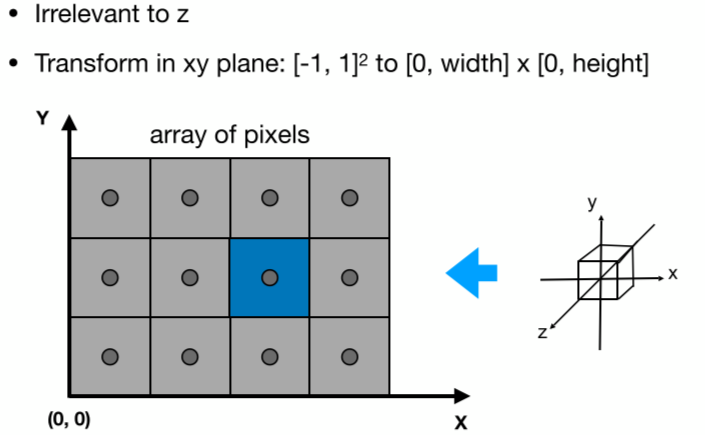 • Irrelevant to z
• Transform in xy plane: [-1, 1]² to [0, width] x [0, height]
Y
array of pixels
y
x
z
(0, 0)
X